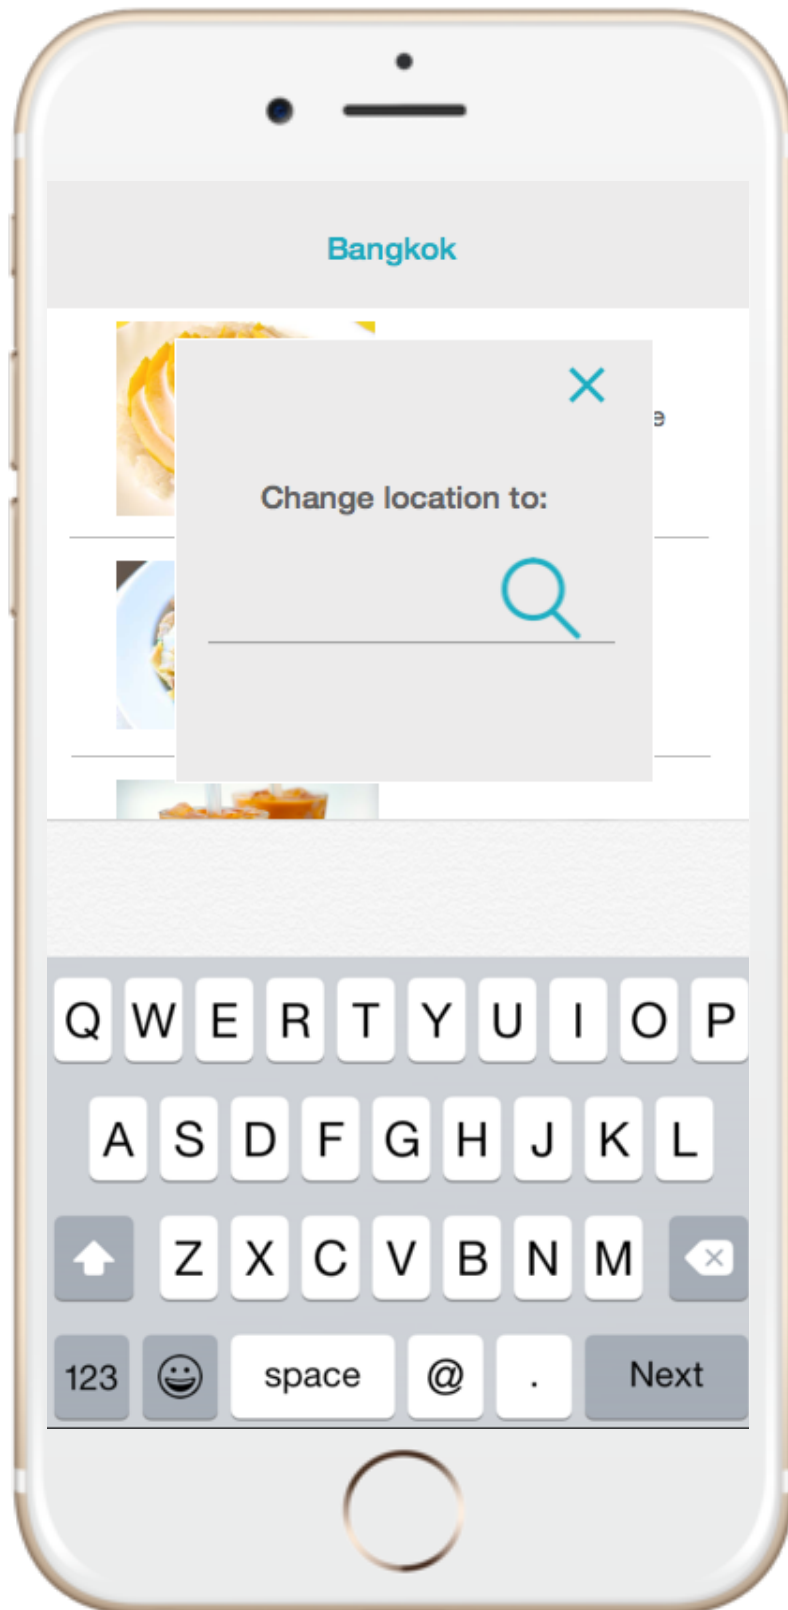 Bangkok
e
Change location to:
Q W E R T Y U I O P
A S D F G H J K L
Z X C V B N M
123 space @ . Next